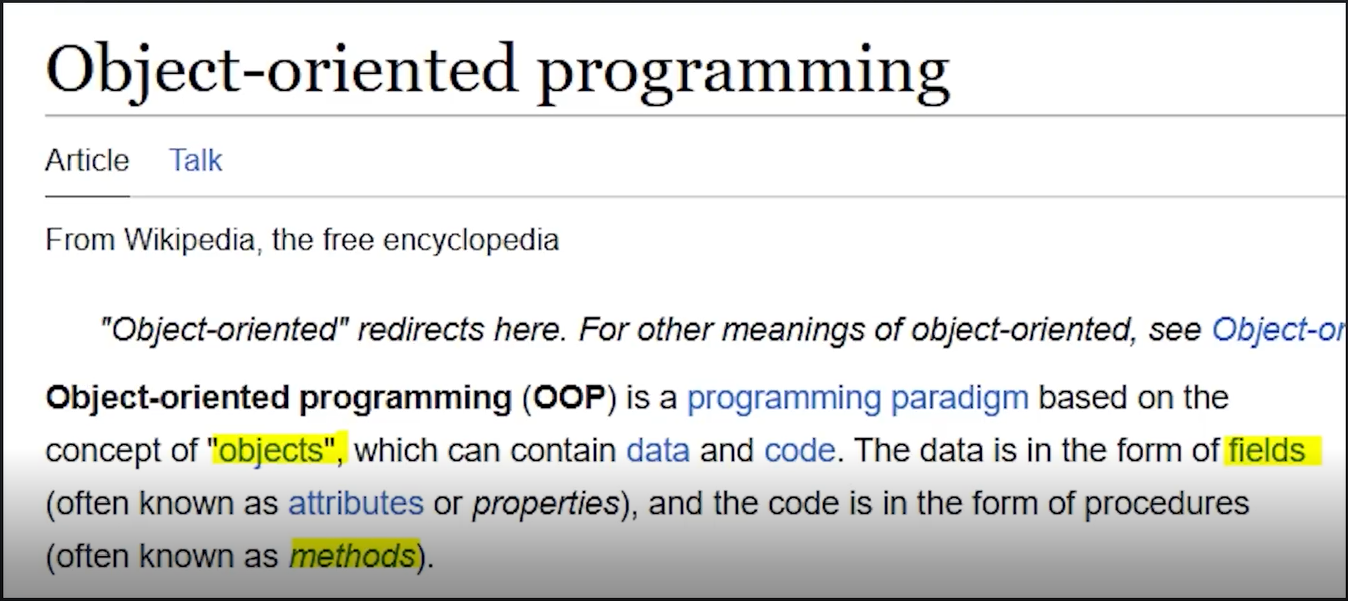 Object-oriented programming
Article Talk
From Wikipedia, the free encyclopedia
"Object-oriented" redirects here. For other meanings of object-oriented, see Object-or
Object-oriented programming (OOP) is a programming paradigm based on the
concept of "objects", which can contain data and code. The data is in the form of fields
(often known as attributes or properties), and the code is in the form of procedures
(often known as methods).